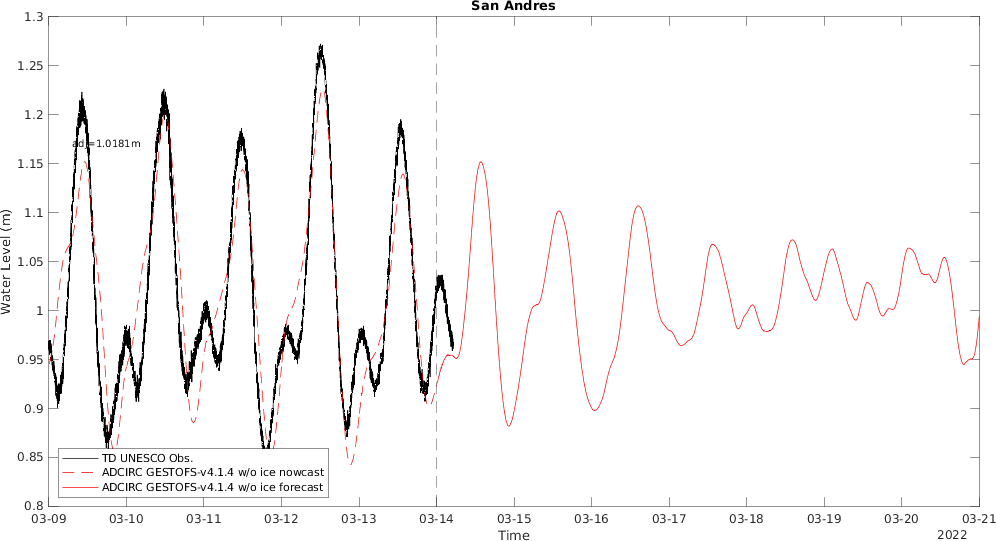 San Andres
1.3
1.25
1.2
1.15
1.1
1.05
1
0.95
0.9
0.85
0.8
Water Level (m)
=1.0181m
TD UNESCO Obs.
ADCIRC GESTOFS-v4.1.4 w/o ice nowcast
ADCIRC GESTOFS-v4.1.4 w/o ice forecast
03-09 03-10 03-11 03-12 03-13 03-14 03-15 03-16 03-17 03-18 03-19 03-20 03-21
Time
2022